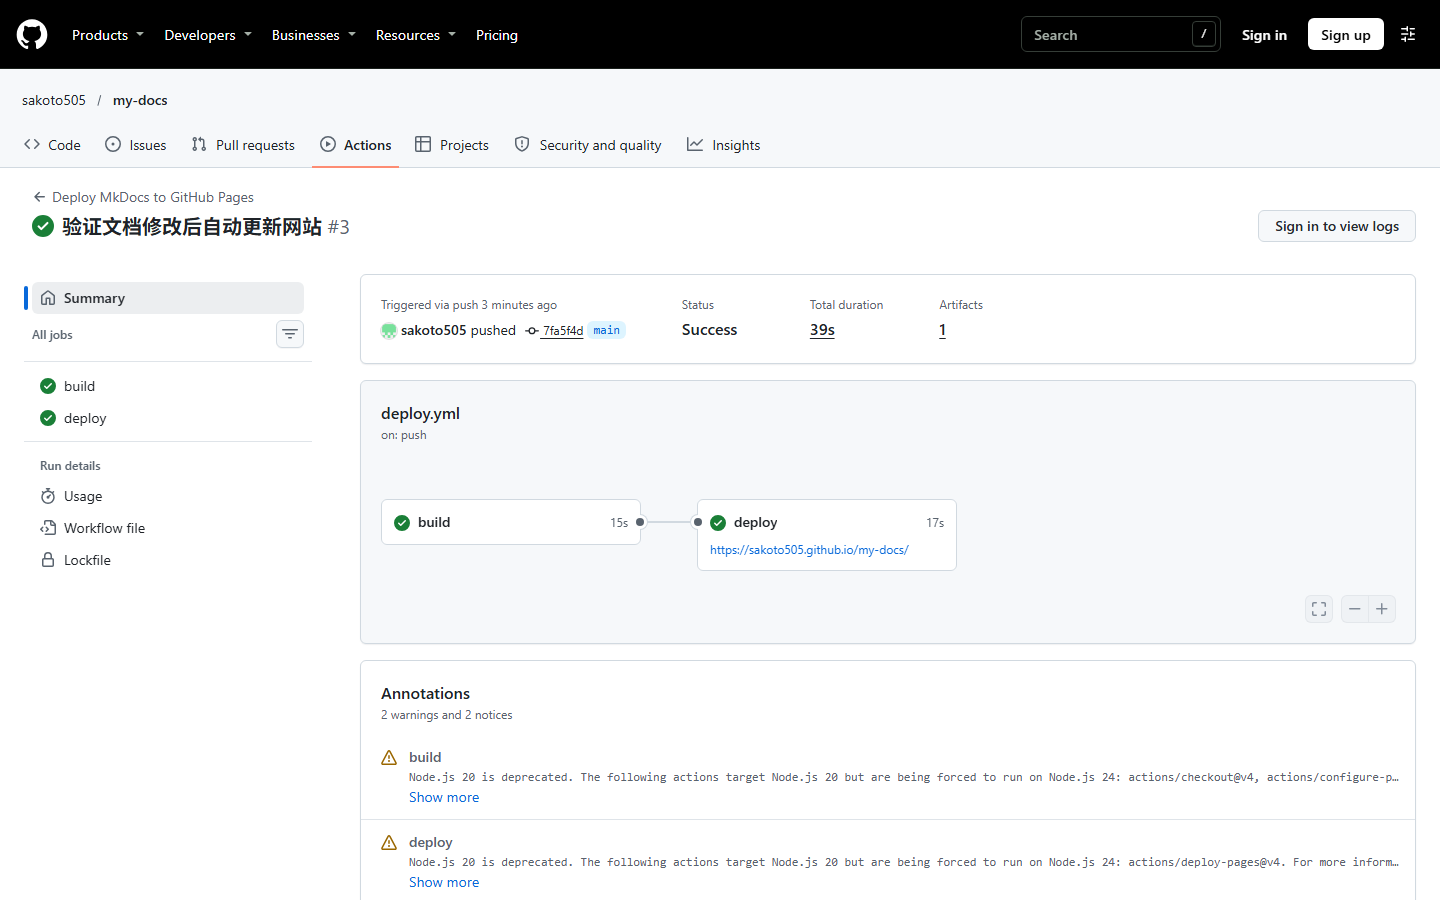 Products Developers Businesses Resources Pricing Search / Sign in Sign up
sakoto505 / my-docs
Code Issues Pull requests Actions Projects Security and quality Insights
Deploy MkDocs to GitHub Pages
验证文档修改后自动更新网站 #3
Sign in to view logs
Summary
All jobs
build
deploy
Run details
Usage
Workflow file
Lockfile
Triggered via push 3 minutes ago
sakoto505 pushed 7fa5f4d main
Status
Success
Total duration
39s
Artifacts
1
deploy.yml
on: push
build 15s
deploy 17s
https://sakoto505.github.io/my-docs/
Annotations
2 warnings and 2 notices
build
Node.js 20 is deprecated. The following actions target Node.js 20 but are being forced to run on Node.js 24: actions/checkout@v4, actions/configure-p…
Show more
deploy
Node.js 20 is deprecated. The following actions target Node.js 20 but are being forced to run on Node.js 24: actions/deploy-pages@v4. For more inform…
Show more